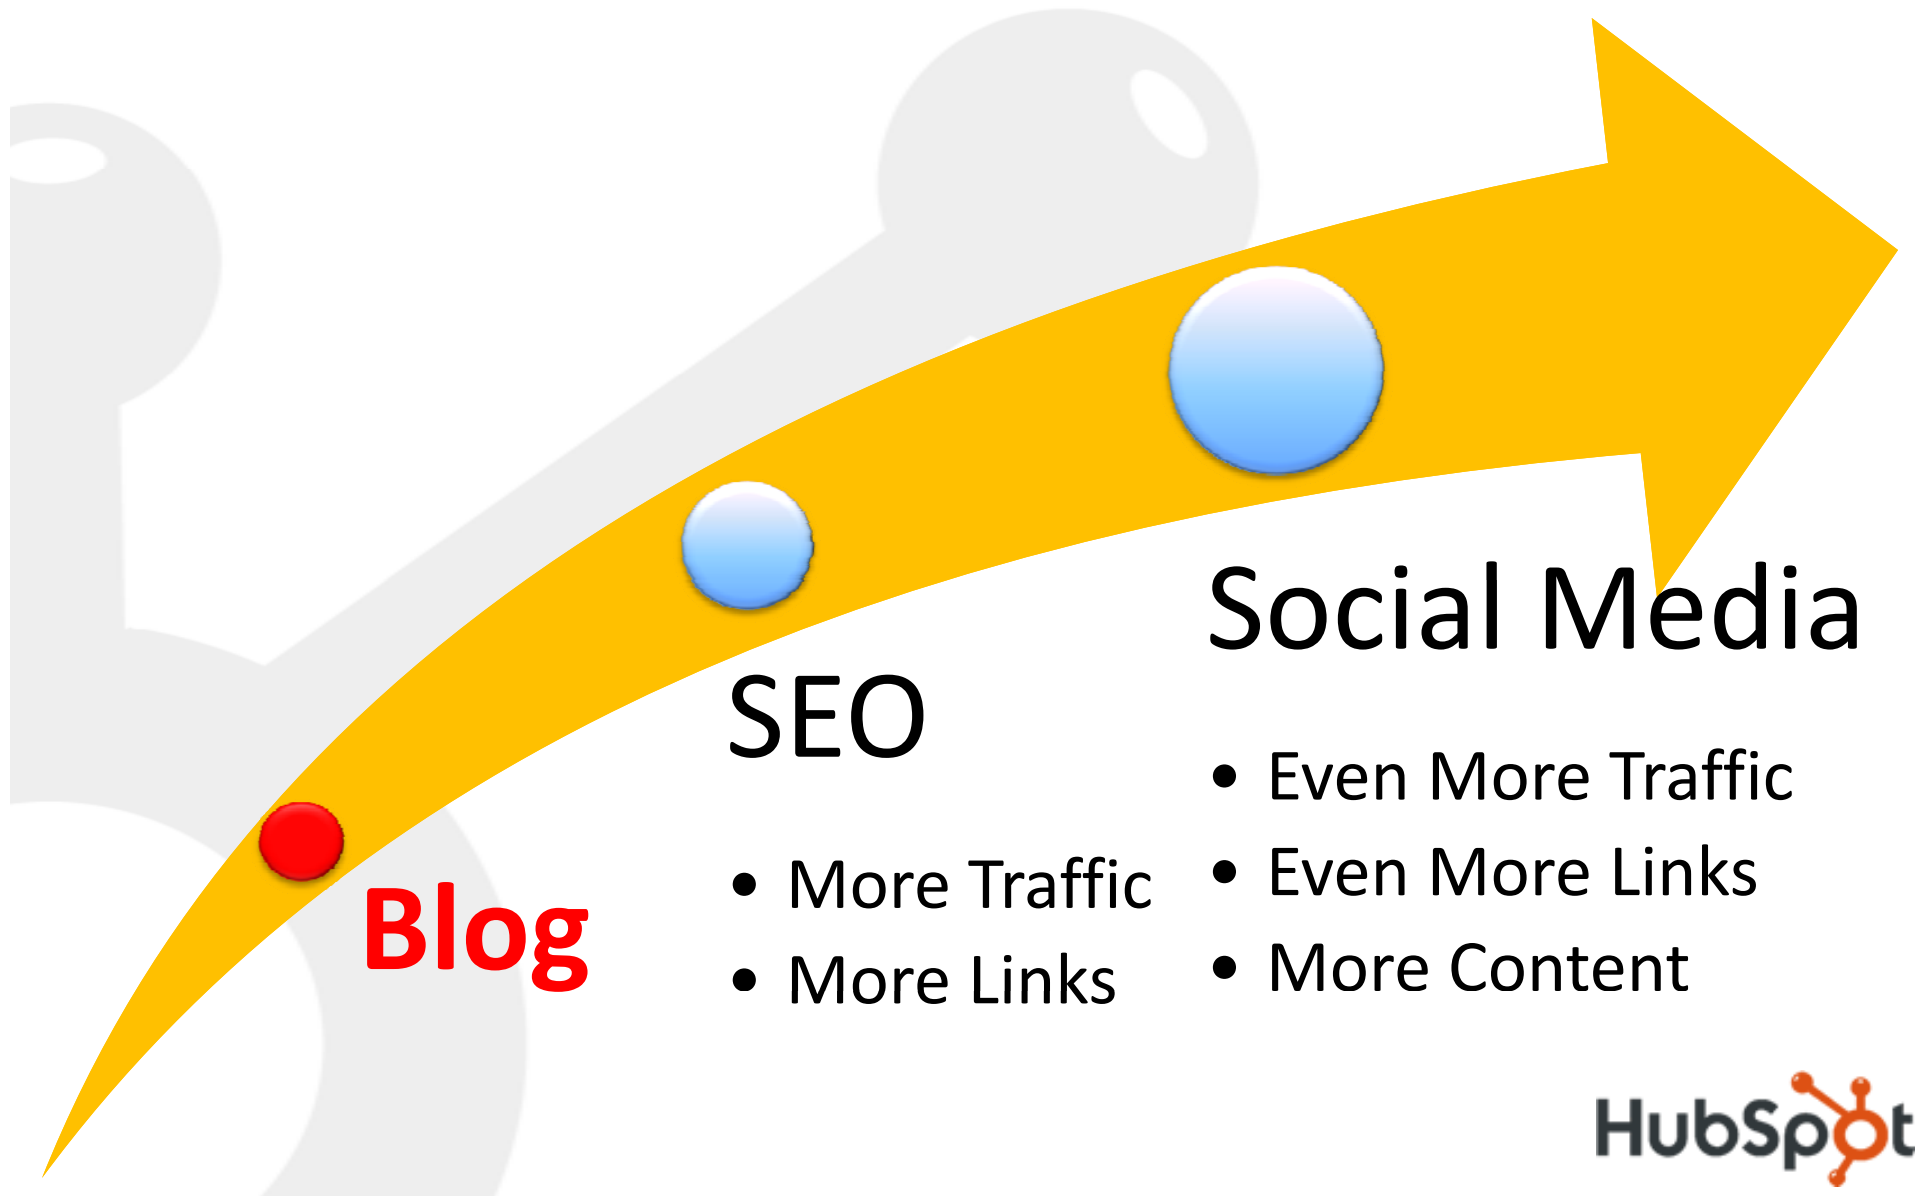 Blog
SEO
• More Traffic
• More Links
Social Media
• Even More Traffic
• Even More Links
• More Content
HubSpot